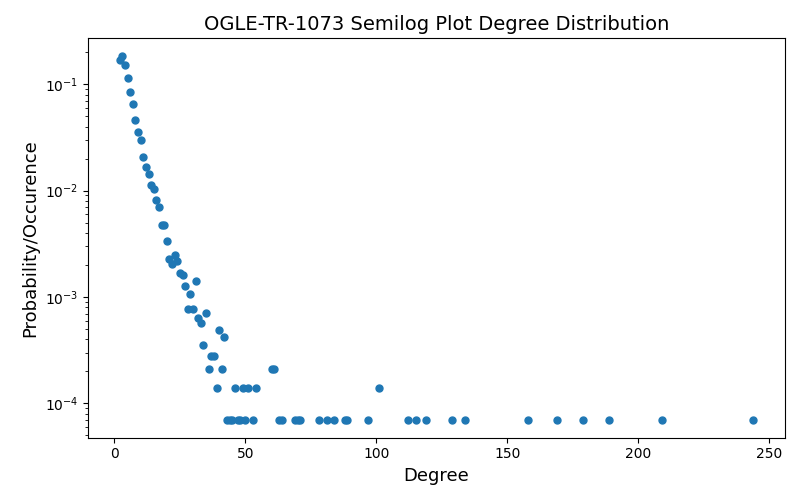 OGLE-TR-1073 Semilog Plot Degree Distribution
Probability/Occurence
10⁻¹
10⁻²
10⁻³
10⁻⁴
0 50 100 150 200 250
Degree